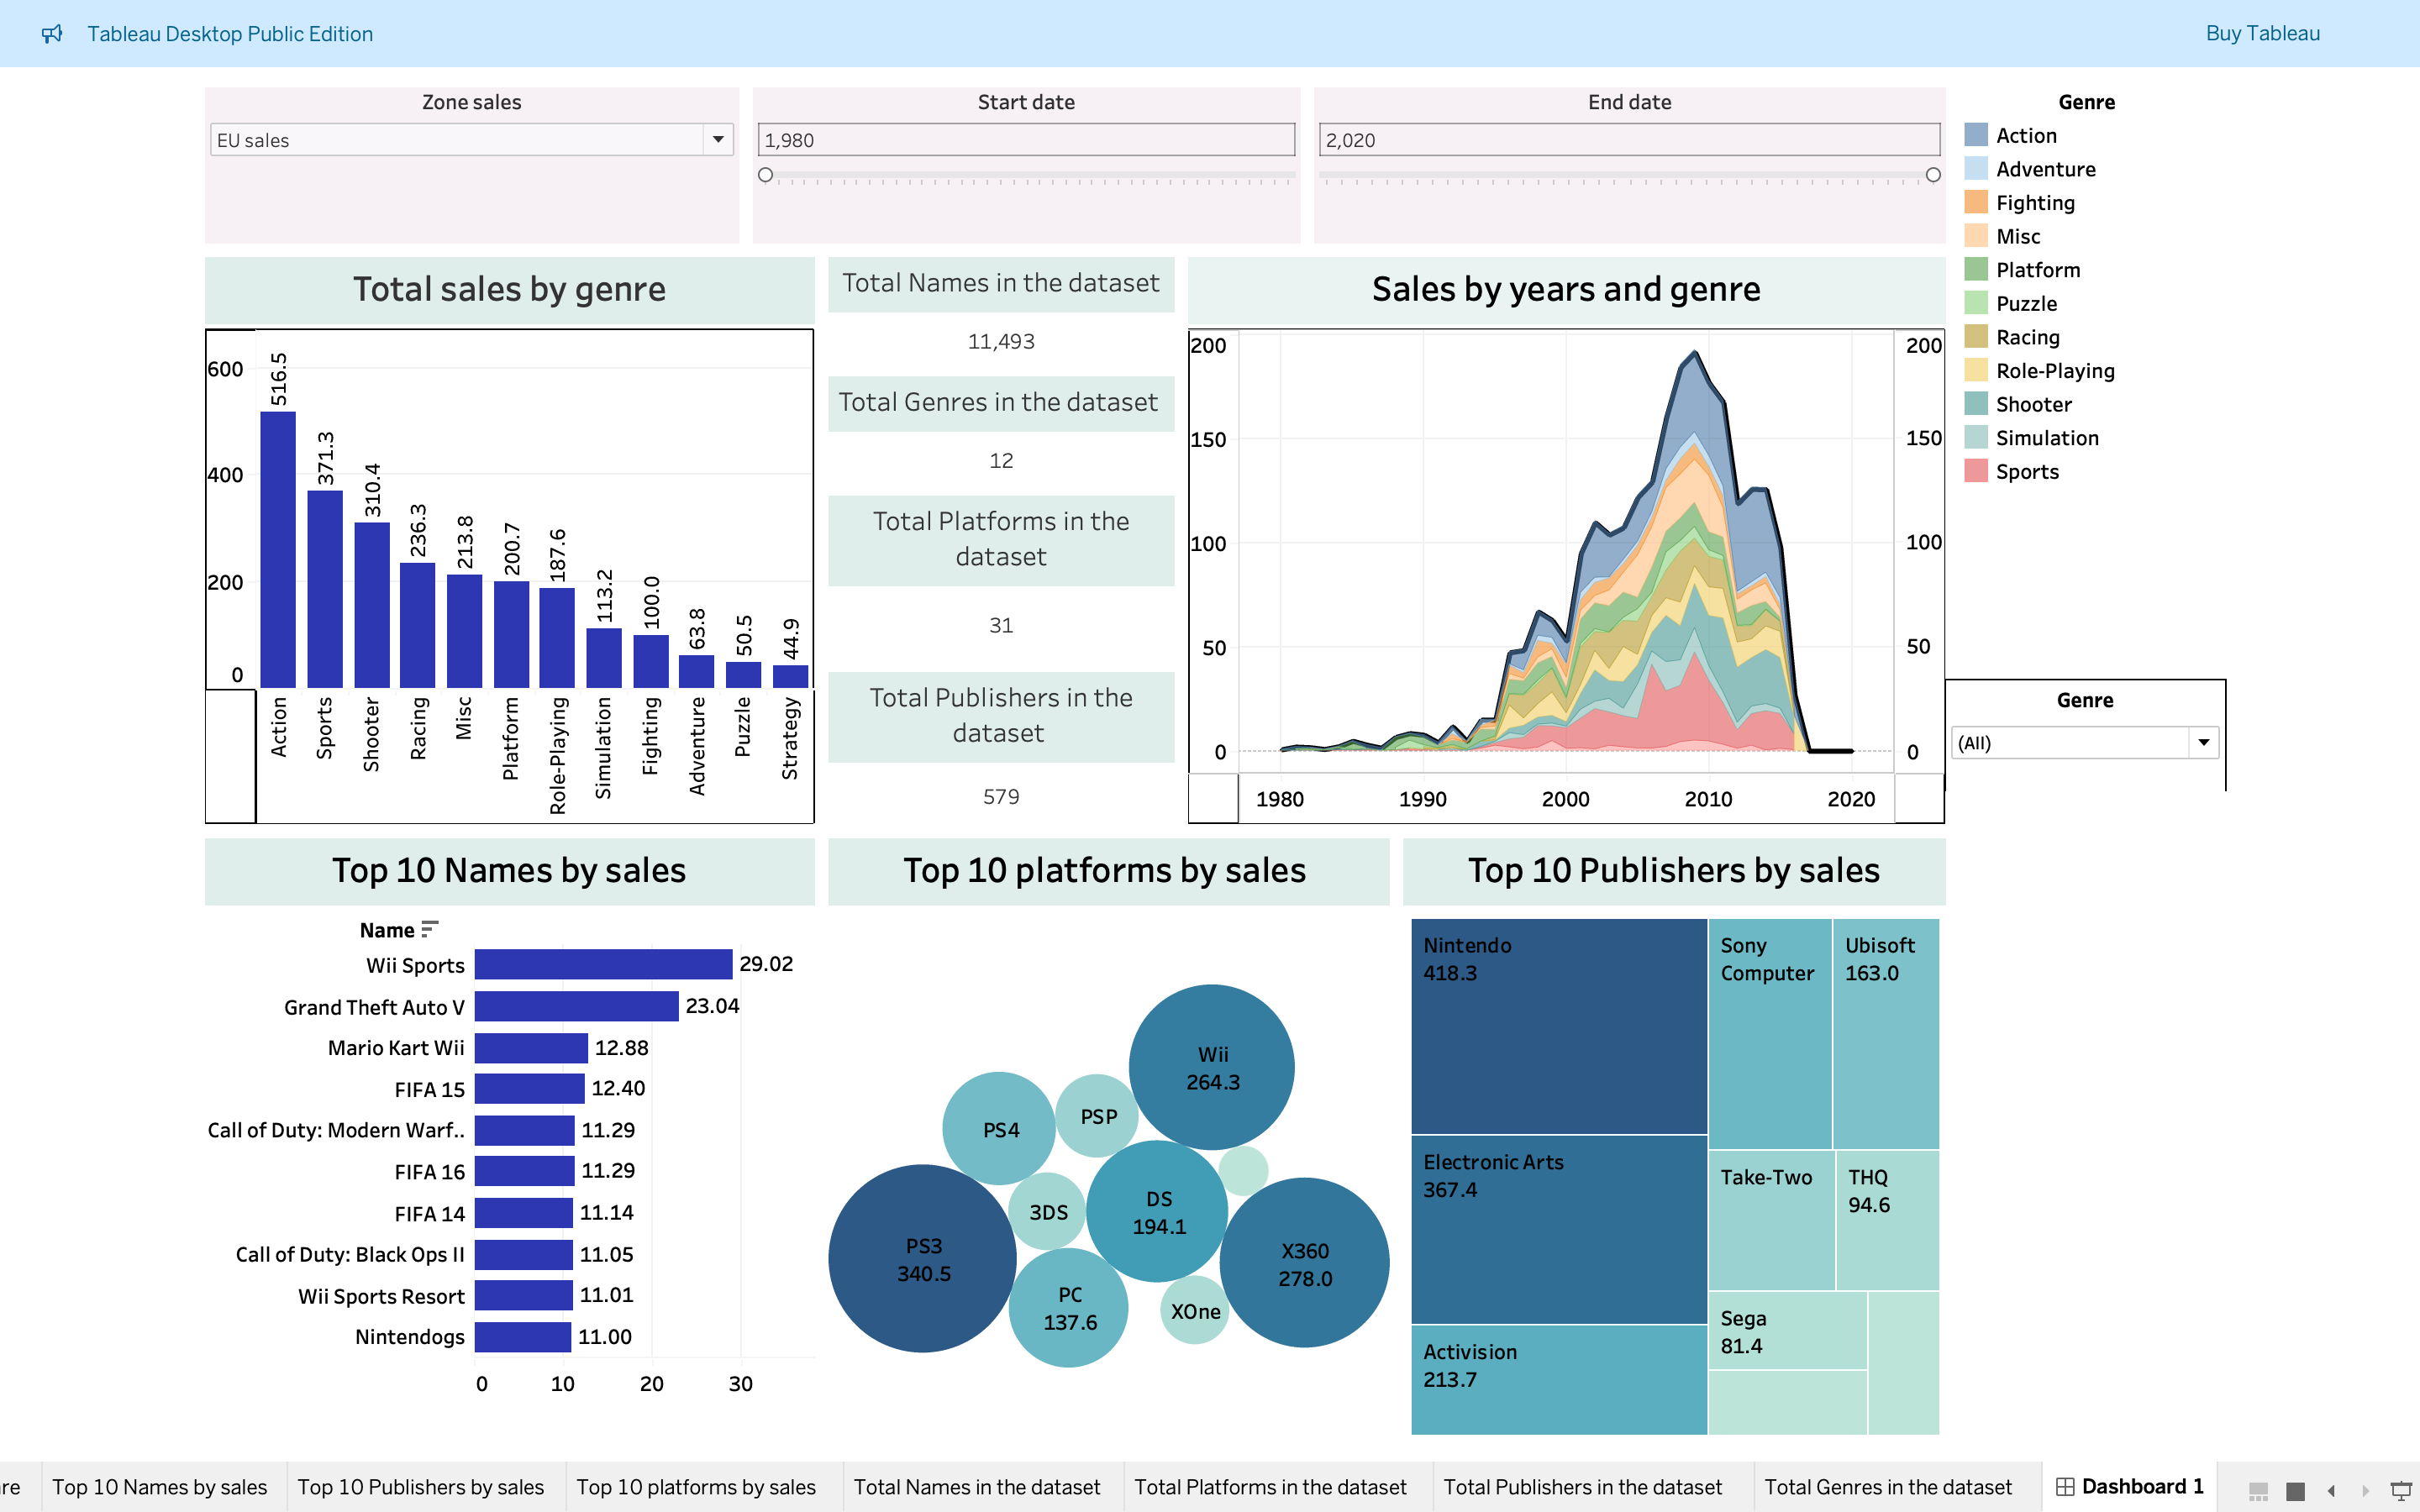 Tableau Desktop Public Edition
Buy Tableau
Zone sales
EU sales
Start date
1,980
End date
2,020
Genre
Action
Adventure
Fighting
Misc
Platform
Puzzle
Racing
Role-Playing
Shooter
Simulation
Sports
Total sales by genre
600
400
200
0
516.5
371.3
310.4
236.3
213.8
200.7
187.6
113.2
100.0
63.8
50.5
44.9
Action
Sports
Shooter
Racing
Misc
Platform
Role-Playing
Simulation
Fighting
Adventure
Puzzle
Strategy
Total Names in the dataset
11,493
Total Genres in the dataset
12
Total Platforms in the
dataset
31
Total Publishers in the
dataset
579
Sales by years and genre
200
150
100
50
0
200
150
100
50
0
1980
1990
2000
2010
2020
Genre
(All)
Top 10 Names by sales
Name
Wii Sports 29.02
Grand Theft Auto V 23.04
Mario Kart Wii 12.88
FIFA 15 12.40
Call of Duty: Modern Warf.. 11.29
FIFA 16 11.29
FIFA 14 11.14
Call of Duty: Black Ops II 11.05
Wii Sports Resort 11.01
Nintendogs 11.00
0 10 20 30
Top 10 platforms by sales
Wii
264.3
PS4
PSP
3DS
DS
194.1
PS3
340.5
X360
278.0
PC
137.6
XOne
Top 10 Publishers by sales
Nintendo
418.3
Sony
Computer
Ubisoft
163.0
Electronic Arts
367.4
Take-Two
THQ
94.6
Activision
213.7
Sega
81.4
re
Top 10 Names by sales
Top 10 Publishers by sales
Top 10 platforms by sales
Total Names in the dataset
Total Platforms in the dataset
Total Publishers in the dataset
Total Genres in the dataset
Dashboard 1